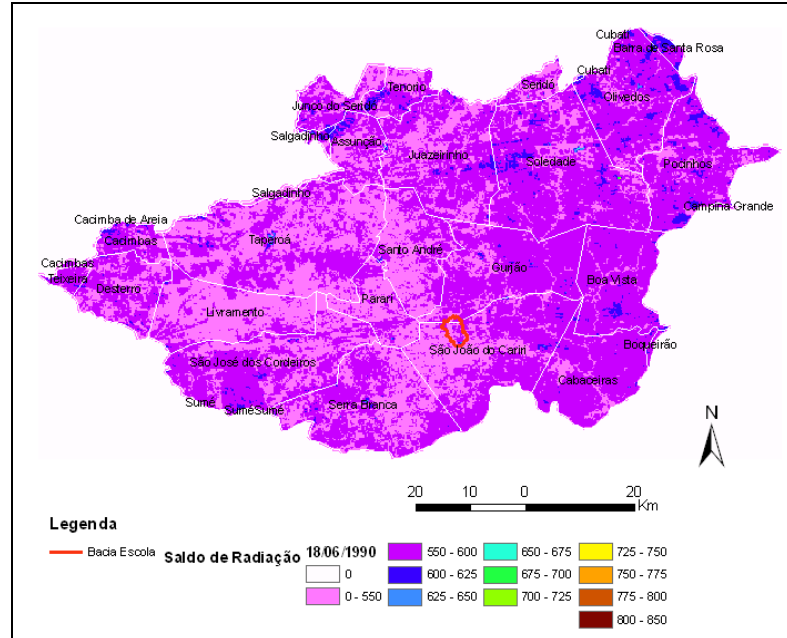 Cubati
Barra de Santa Rosa
Cubati
Seridó
Tenorio
Olivedos
Junco do Seridó
Salgadinho
Assunção
Juazeirinho
Soledade
Pocinhos
Salgadinho
Campina Grande
Cacimba de Areia
Cacimbas
Taperoá
Santo André
Cacimbas
Gurjão
Teixeira
Boa Vista
Desterro
Parari
Livramento
Boqueirão
São João do Cariri
São José dos Cordeiros
Cabaceiras
Sumé
SuméSumé
Serra Branca
N
20 10 0 20
Km
Legenda
Bacia Escola
Saldo de Radiação
18/06/1990
0
0 - 550
550 - 600
600 - 625
625 - 650
650 - 675
675 - 700
700 - 725
725 - 750
750 - 775
775 - 800
800 - 850